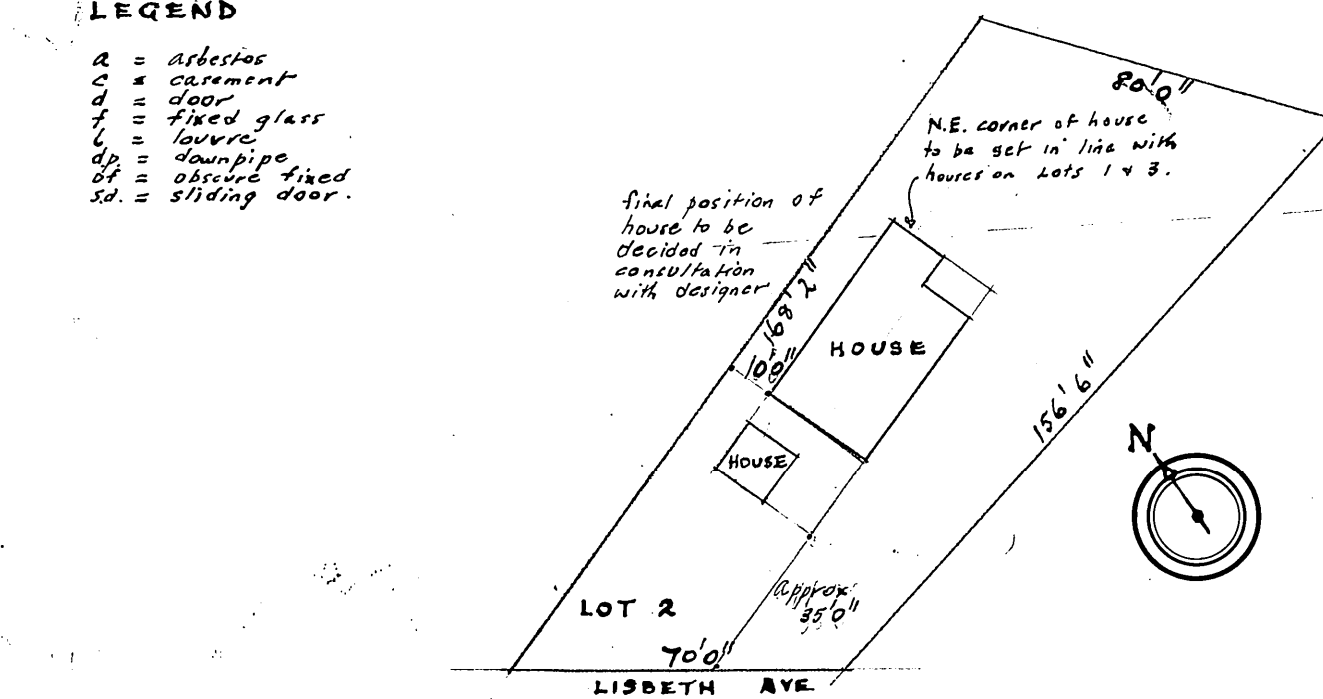 LEGEND
a = asbestos
c = casement
d = door
f = fixed glass
l = louvre
dp. = downpipe
of = obscure fixed
s.d. = sliding door.
80'0"
N.E. corner of house
to be set in line with
houses on Lots 1 & 3.
final position of
house to be
decided in
consultation
with designer
168'2"
10'0"
HOUSE
156'6"
N
HOUSE
approx.
35'0"
LOT 2
70'0"
LISBETH AVE